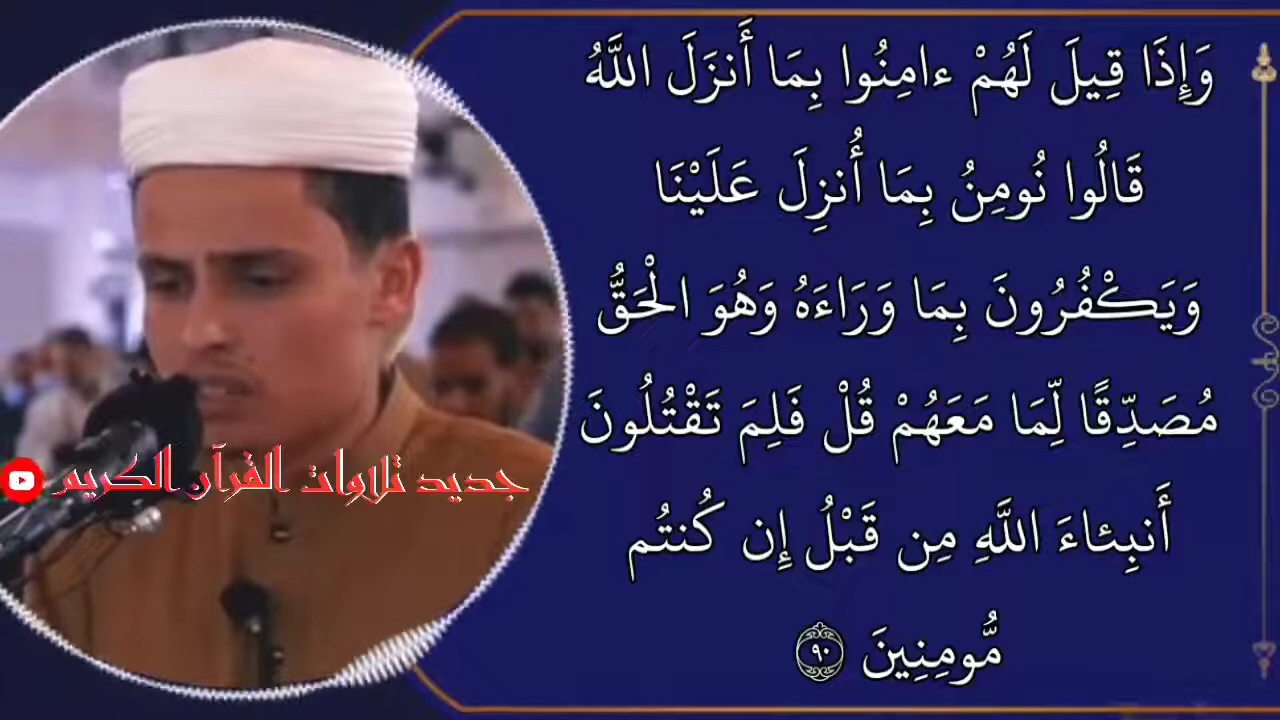 وَإِذَا قِيلَ لَهُمْ ءامِنُوا بِمَا أَنزَلَ اللَّهُ
قَالُوا نُومِنُ بِمَا أُنزِلَ عَلَيْنَا
وَيَكْفُرُونَ بِمَا وَرَاءَهُ وَهُوَ الْحَقُّ
مُصَدِّقًا لِّمَا مَعَهُمْ قُلْ فَلِمَ تَقْتُلُونَ
أَنبِئاءَ اللَّهِ مِن قَبْلُ إِن كُنتُم
مُّومِنِينَ ٩٠
جديد تلاوات القرآن الكريم